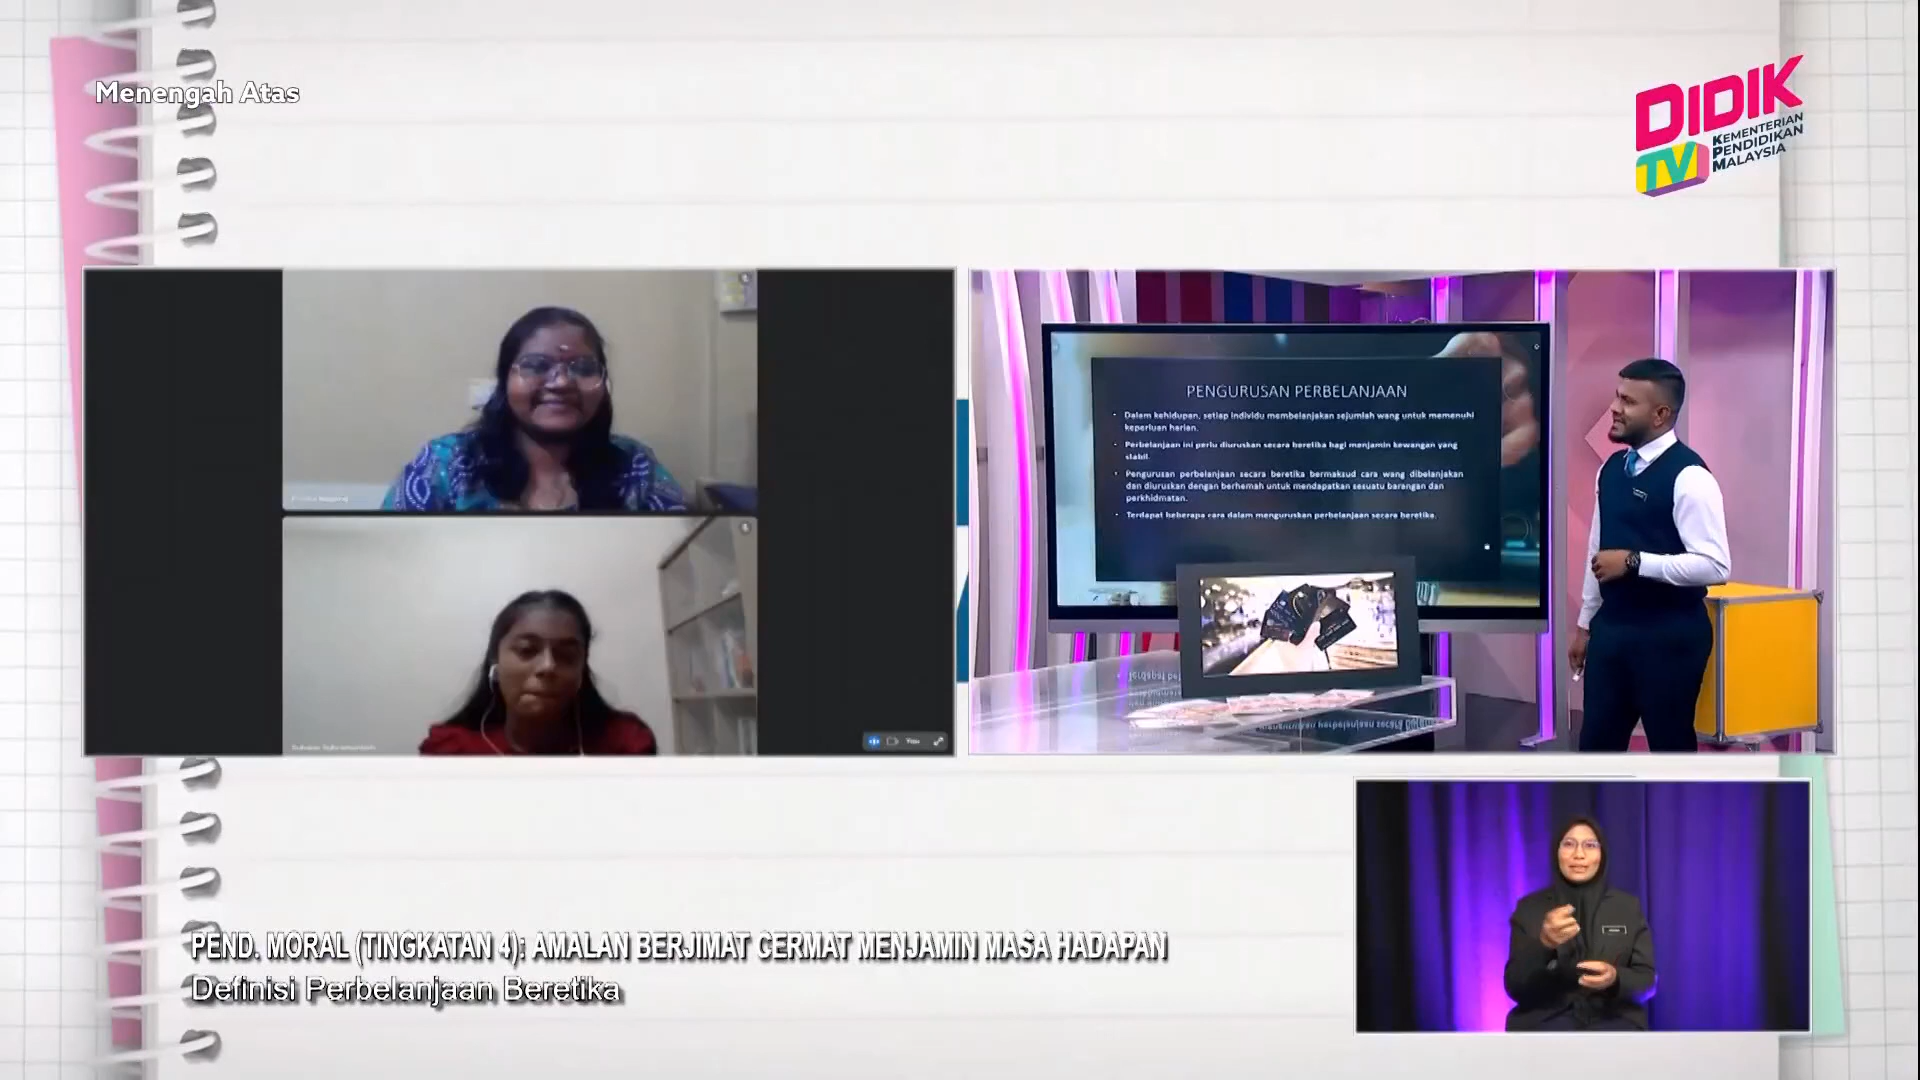 Menengah Atas
DIDIK
TV
KEMENTERIAN
PENDIDIKAN
MALAYSIA
PENGURUSAN PERBELANJAAN
Dalam kehidupan, setiap individu membelanjakan sejumlah wang untuk memenuhi
keperluan harian.
Perbelanjaan ini perlu diuruskan secara beretika bagi menjamin kewangan yang
stabil.
Pengurusan perbelanjaan secara beretika bermaksud cara wang dibelanjakan
dan diuruskan dengan berhemah untuk mendapatkan sesuatu barangan dan
perkhidmatan.
Terdapat beberapa cara dalam menguruskan perbelanjaan secara beretika.
View
PEND. MORAL (TINGKATAN 4): AMALAN BERJIMAT CERMAT MENJAMIN MASA HADAPAN
Definisi Perbelanjaan Beretika